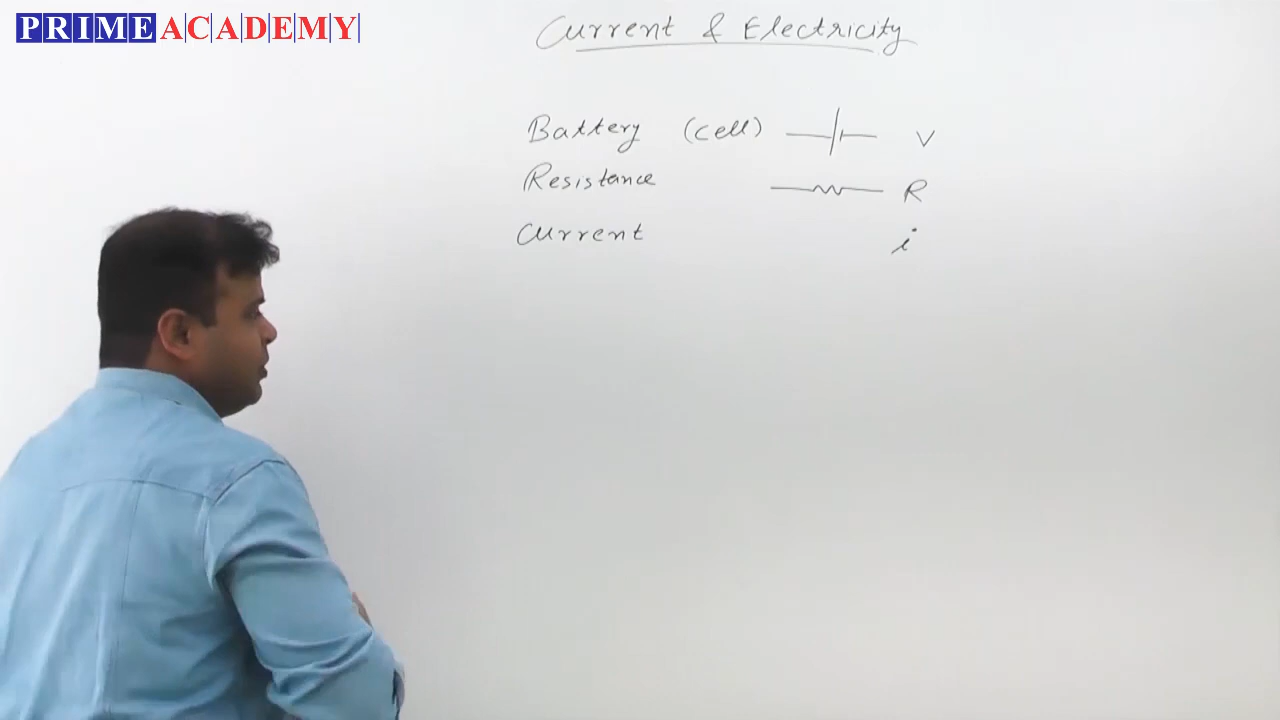 PRIME ACADEMY
Current & Electricity
Battery (cell) V
Resistance R
Current i